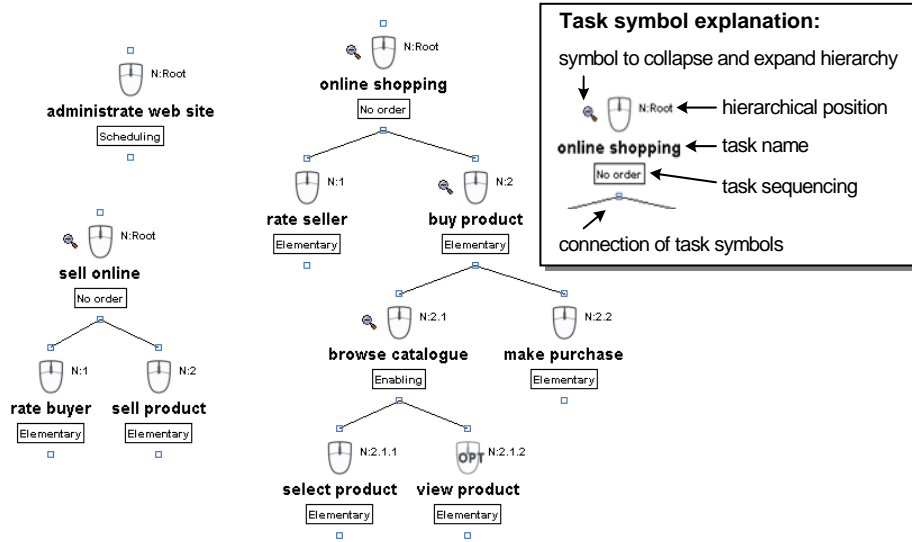 N:Root
administrate web site
Scheduling
N:Root
sell online
No order
N:1
rate buyer
Elementary
N:2
sell product
Elementary
N:Root
online shopping
No order
N:1
rate seller
Elementary
N:2
buy product
Elementary
N:2.1
browse catalogue
Enabling
N:2.2
make purchase
Elementary
N:2.1.1
select product
Elementary
OPT
N:2.1.2
view product
Elementary
Task symbol explanation:
symbol to collapse and expand hierarchy
N:Root
hierarchical position
online shopping
task name
No order
task sequencing
connection of task symbols